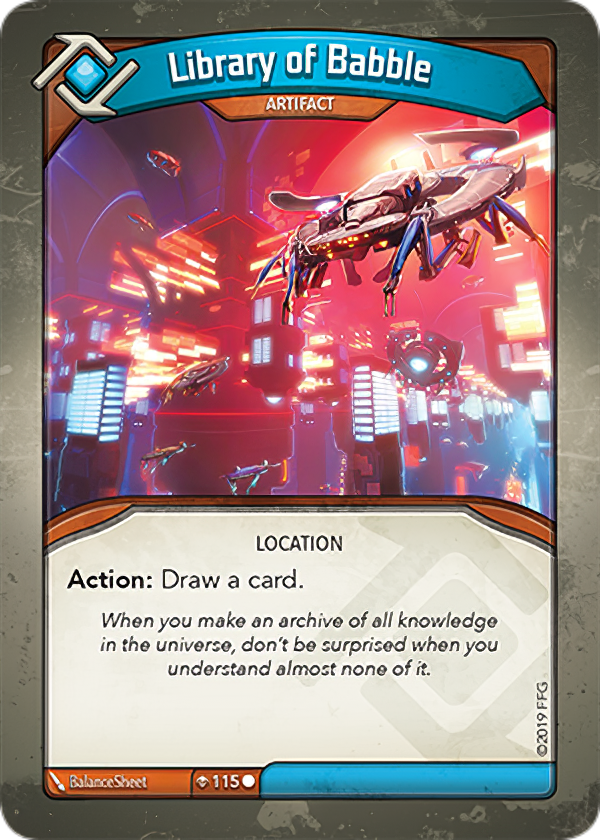 Library of Babble
ARTIFACT
LOCATION
Action: Draw a card.
When you make an archive of all knowledge
in the universe, don't be surprised when you
understand almost none of it.
©2019 FFG
BalanceSheet
115